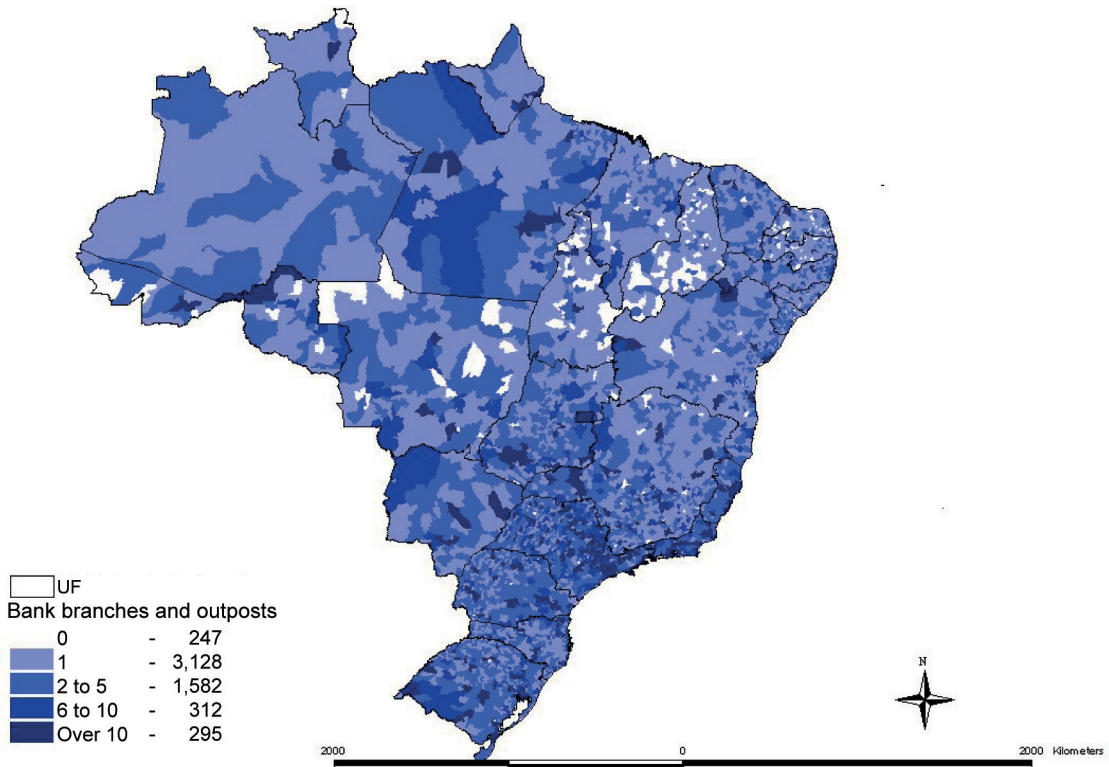 UF
Bank branches and outposts
0 - 247
1 - 3,128
2 to 5 - 1,582
6 to 10 - 312
Over 10 - 295
N
2000 0 2000 Kilometers